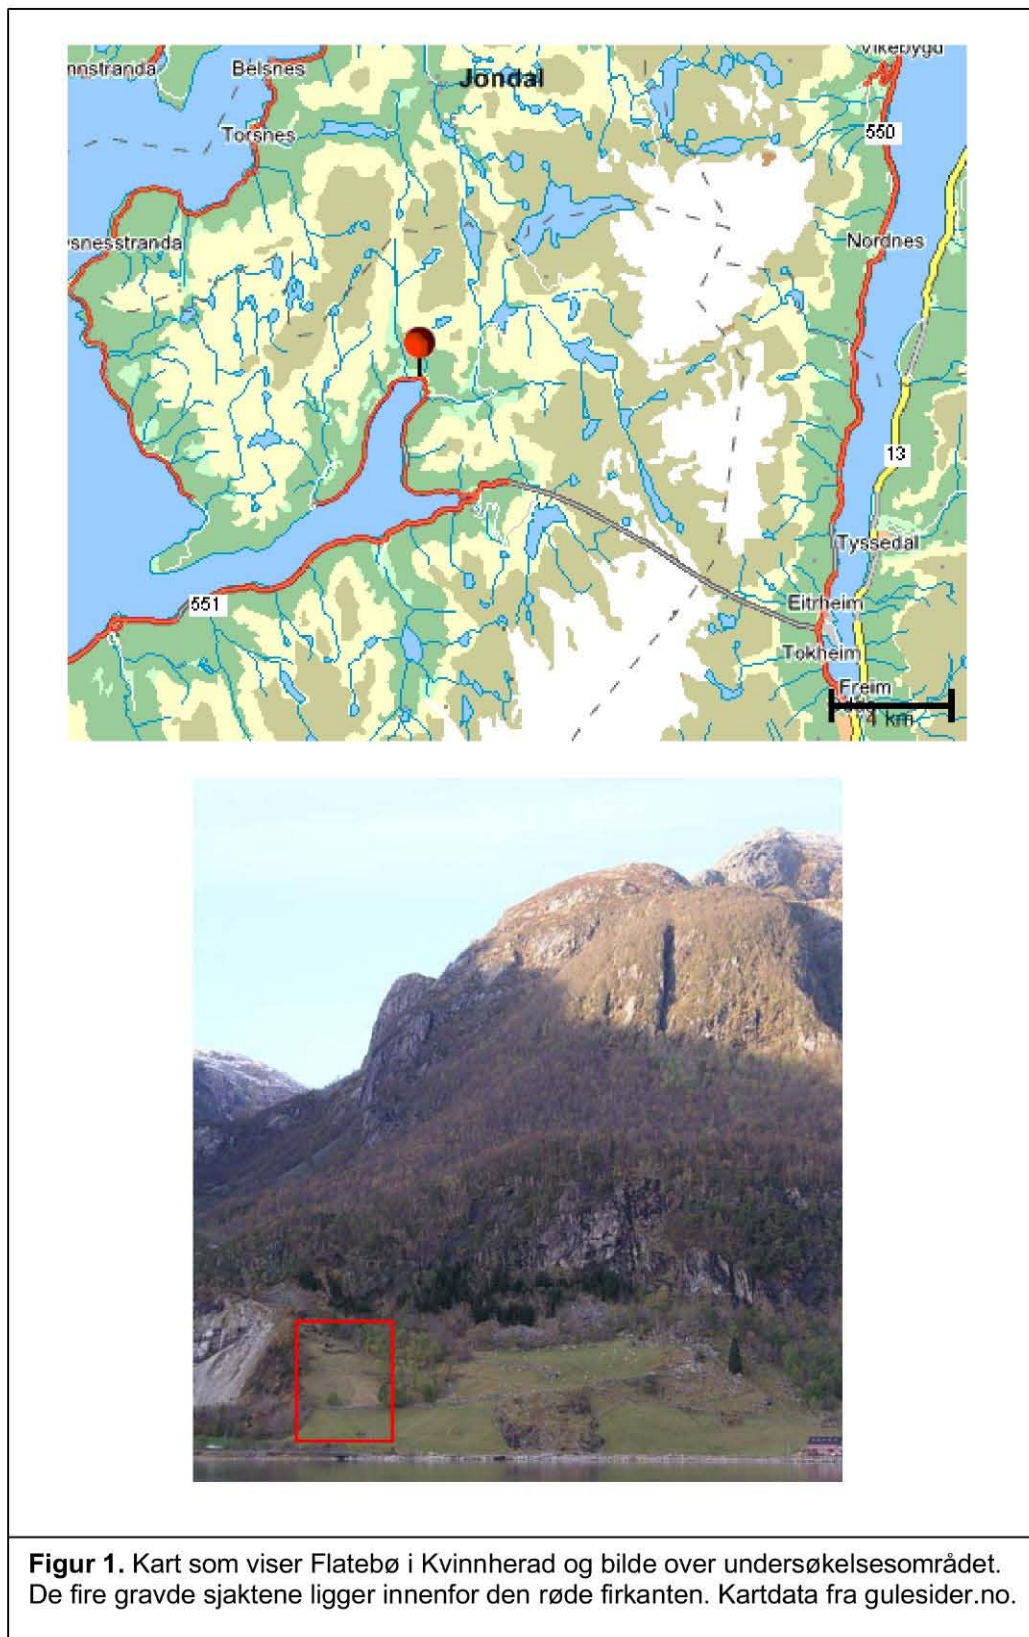 Vikebygd
nnstranda
Belsnes
Jondal
Torsnes
550
snesstranda
Nordnes
13
Tyssedal
551
Eitrheim
Tokheim
Freim
4 km
Figur 1. Kart som viser Flatebø i Kvinnherad og bilde over undersøkelsesområdet.
De fire gravde sjaktene ligger innenfor den røde firkanten. Kartdata fra gulesider.no.